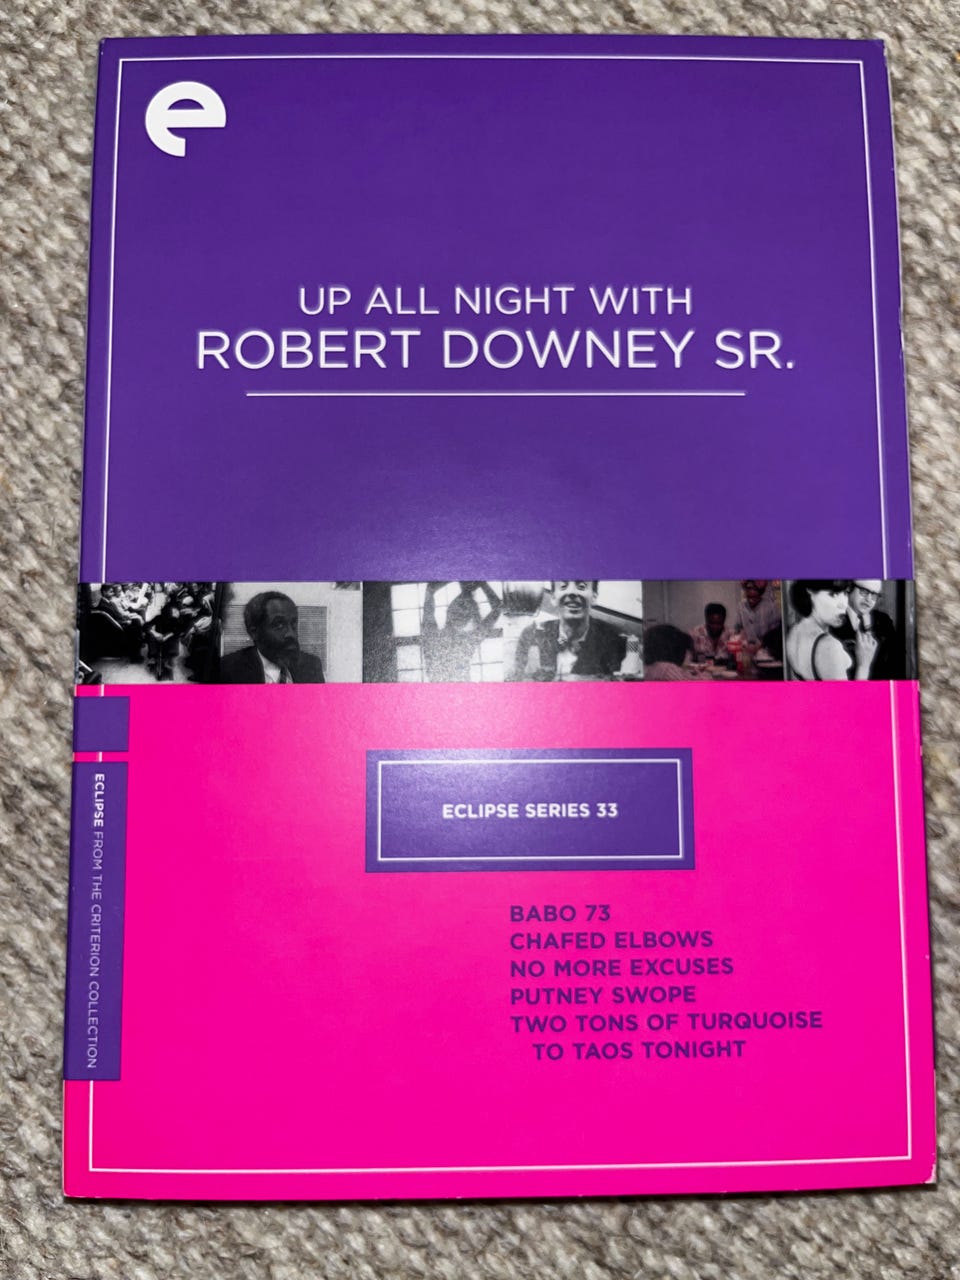 e
UP ALL NIGHT WITH
ROBERT DOWNEY SR.
ECLIPSE SERIES 33
BABO 73
CHAFED ELBOWS
NO MORE EXCUSES
PUTNEY SWOPE
TWO TONS OF TURQUOISE
TO TAOS TONIGHT
ECLIPSE FROM THE CRITERION COLLECTION